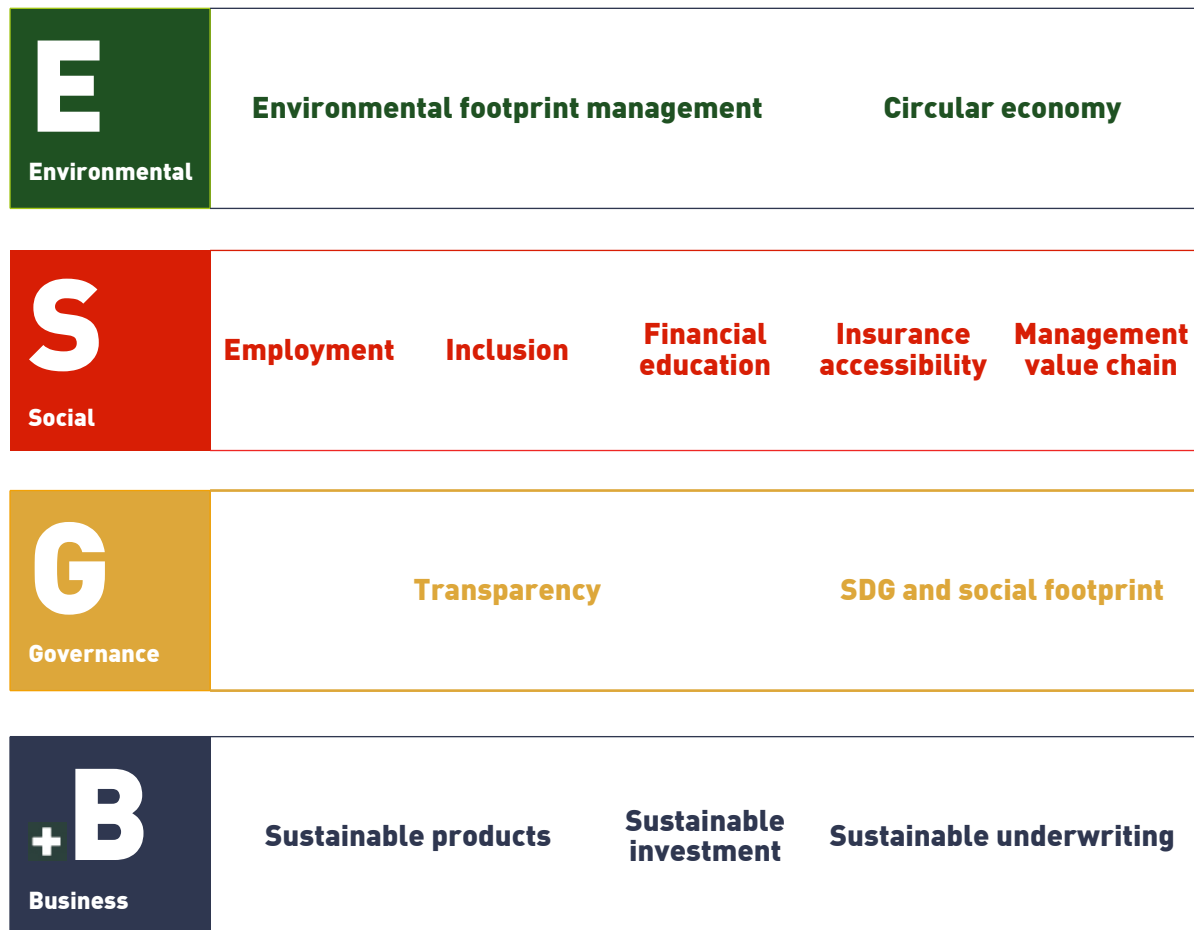 E
Environmental
Environmental footprint management
Circular economy
S
Social
Employment
Inclusion
Financial
education
Insurance
accessibility
Management
value chain
G
Governance
Transparency
SDG and social footprint
+B
Business
Sustainable products
Sustainable
investment
Sustainable underwriting